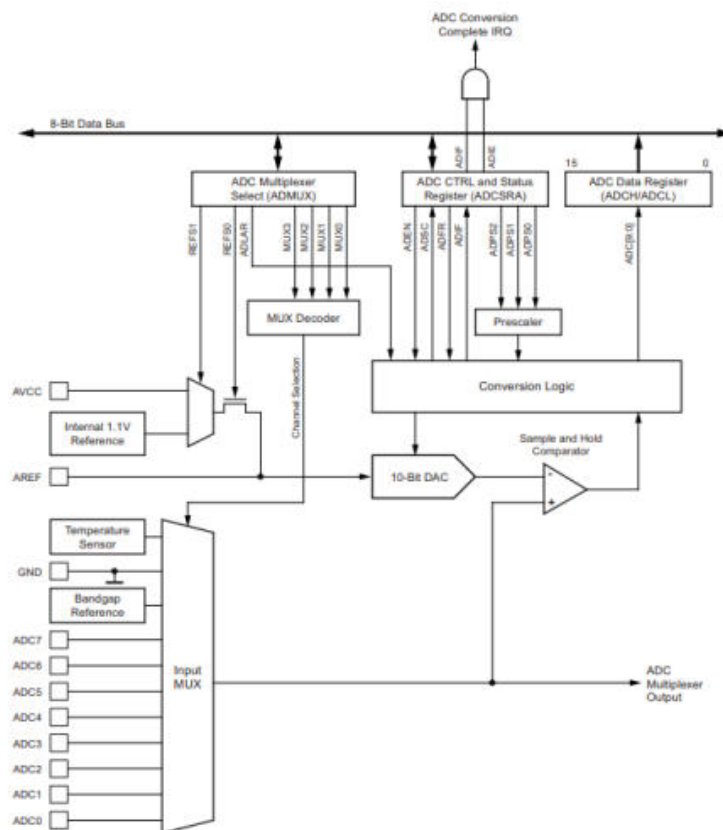 ADC Conversion
Complete IRQ
8-Bit Data Bus
ADIF
ADIE
15
0
ADC Multiplexer
Select (ADMUX)
ADC CTRL and Status
Register (ADCSRA)
ADC Data Register
(ADCH/ADCL)
REFS1
REFS0
ADLAR
MUX3
MUX2
MUX1
MUX0
ADEN
ADSC
ADFR
ADIF
ADPS2
ADPS1
ADPS0
ADC[9:0]
MUX Decoder
Prescaler
Channel Selection
Conversion Logic
AVCC
Internal 1.1V
Reference
Sample and Hold
Comparator
AREF
10-Bit DAC
-
+
Temperature
Sensor
GND
Bandgap
Reference
ADC7
ADC6
ADC5
ADC4
ADC3
ADC2
ADC1
ADC0
Input
MUX
ADC
Multiplexer
Output